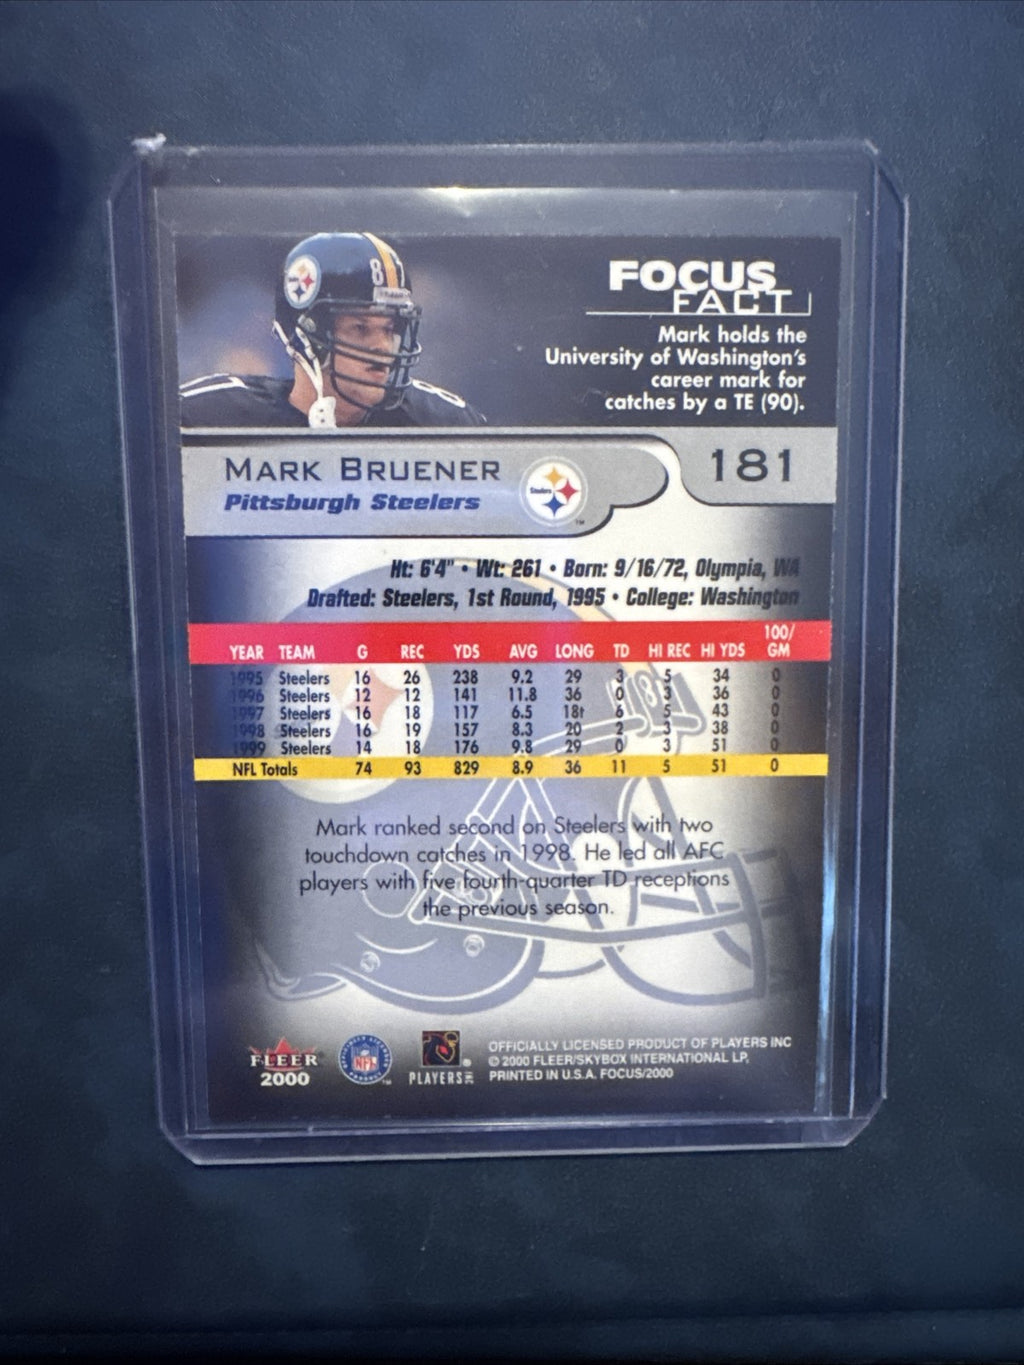 FOCUS
FACT
Mark holds the
University of Washington's
career mark for
catches by a TE (90).
8
87
8
Steelers
MARK BRUENER
Pittsburgh Steelers
Steelers
TM
181
Ht: 6'4" • Wt: 261 • Born: 9/16/72, Olympia, WA
Drafted: Steelers, 1st Round, 1995 • College: Washington
YEAR TEAM G REC YDS AVG LONG TD HI REC HI YDS 100/GM
1995 Steelers 16 26 238 9.2 29 3 5 34 0
1996 Steelers 12 12 141 11.8 36 0 3 36 0
1997 Steelers 16 18 117 6.5 18t 6 5 43 0
1998 Steelers 16 19 157 8.3 20 2 3 38 0
1999 Steelers 14 18 176 9.8 29 0 3 51 0
NFL Totals 74 93 829 8.9 36 11 5 51 0
Mark ranked second on Steelers with two
touchdown catches in 1998. He led all AFC
players with five fourth-quarter TD receptions
the previous season.
FLEER
2000
NFL
PLAYERS
OFFICIALLY LICENSED PRODUCT OF PLAYERS INC
© 2000 FLEER/SKYBOX INTERNATIONAL LP,
PRINTED IN U.S.A. FOCUS/2000